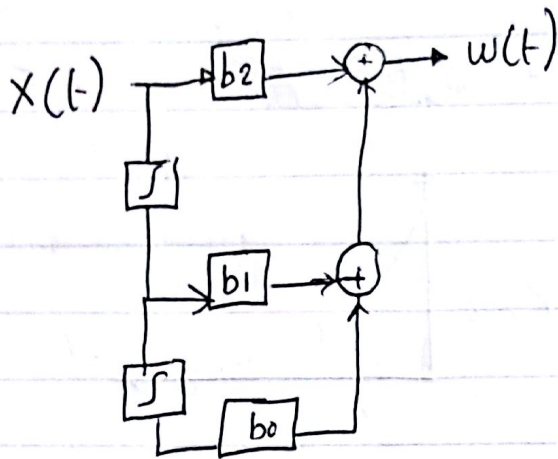 X(t) b2 + w(t)
∫
b1 +
∫
b0